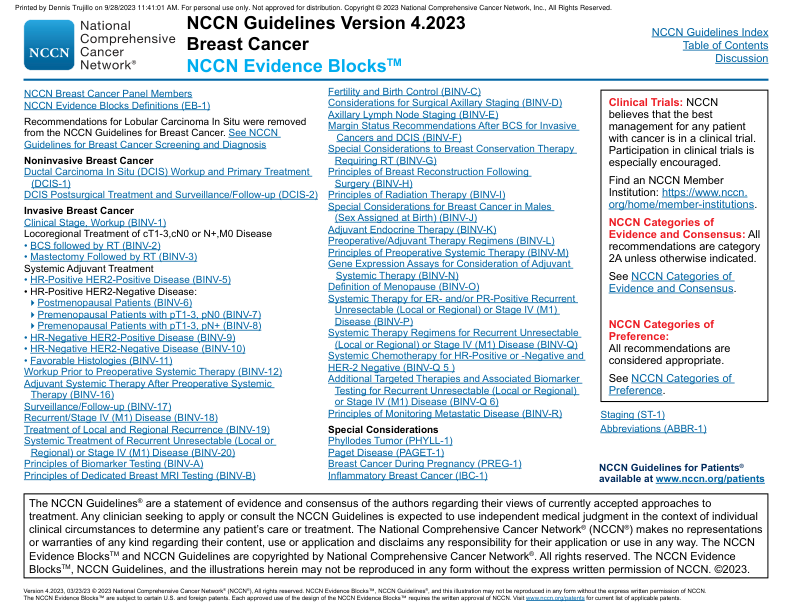 Printed by Dennis Trujillo on 9/28/2023 11:41:01 AM. For personal use only. Not approved for distribution. Copyright © 2023 National Comprehensive Cancer Network, Inc., All Rights Reserved.
NCCN
National
Comprehensive
Cancer
Network®
NCCN Guidelines Version 4.2023
Breast Cancer
NCCN Evidence Blocks™
NCCN Guidelines Index
Table of Contents
Discussion
NCCN Breast Cancer Panel Members
NCCN Evidence Blocks Definitions (EB-1)
Recommendations for Lobular Carcinoma In Situ were removed
from the NCCN Guidelines for Breast Cancer. See NCCN
Guidelines for Breast Cancer Screening and Diagnosis
Noninvasive Breast Cancer
Ductal Carcinoma In Situ (DCIS) Workup and Primary Treatment
(DCIS-1)
DCIS Postsurgical Treatment and Surveillance/Follow-up (DCIS-2)
Invasive Breast Cancer
Clinical Stage, Workup (BINV-1)
Locoregional Treatment of cT1-3,cN0 or N+,M0 Disease
• BCS followed by RT (BINV-2)
• Mastectomy Followed by RT (BINV-3)
Systemic Adjuvant Treatment
• HR-Positive HER2-Positive Disease (BINV-5)
• HR-Positive HER2-Negative Disease:
Postmenopausal Patients (BINV-6)
Premenopausal Patients with pT1-3, pN0 (BINV-7)
Premenopausal Patients with pT1-3, pN+ (BINV-8)
• HR-Negative HER2-Positive Disease (BINV-9)
• HR-Negative HER2-Negative Disease (BINV-10)
• Favorable Histologies (BINV-11)
Workup Prior to Preoperative Systemic Therapy (BINV-12)
Adjuvant Systemic Therapy After Preoperative Systemic
Therapy (BINV-16)
Surveillance/Follow-up (BINV-17)
Recurrent/Stage IV (M1) Disease (BINV-18)
Treatment of Local and Regional Recurrence (BINV-19)
Systemic Treatment of Recurrent Unresectable (Local or
Regional) or Stage IV (M1) Disease (BINV-20)
Principles of Biomarker Testing (BINV-A)
Principles of Dedicated Breast MRI Testing (BINV-B)
Fertility and Birth Control (BINV-C)
Considerations for Surgical Axillary Staging (BINV-D)
Axillary Lymph Node Staging (BINV-E)
Margin Status Recommendations After BCS for Invasive
Cancers and DCIS (BINV-F)
Special Considerations to Breast Conservation Therapy
Requiring RT (BINV-G)
Principles of Breast Reconstruction Following
Surgery (BINV-H)
Principles of Radiation Therapy (BINV-I)
Special Considerations for Breast Cancer in Males
(Sex Assigned at Birth) (BINV-J)
Adjuvant Endocrine Therapy (BINV-K)
Preoperative/Adjuvant Therapy Regimens (BINV-L)
Principles of Preoperative Systemic Therapy (BINV-M)
Gene Expression Assays for Consideration of Adjuvant
Systemic Therapy (BINV-N)
Definition of Menopause (BINV-O)
Systemic Therapy for ER- and/or PR-Positive Recurrent
Unresectable (Local or Regional) or Stage IV (M1)
Disease (BINV-P)
Systemic Therapy Regimens for Recurrent Unresectable
(Local or Regional) or Stage IV (M1) Disease (BINV-Q)
Systemic Chemotherapy for HR-Positive or -Negative and
HER-2 Negative (BINV-Q 5 )
Additional Targeted Therapies and Associated Biomarker
Testing for Recurrent Unresectable (Local or Regional)
or Stage IV (M1) Disease (BINV-Q 6)
Principles of Monitoring Metastatic Disease (BINV-R)
Special Considerations
Phyllodes Tumor (PHYLL-1)
Paget Disease (PAGET-1)
Breast Cancer During Pregnancy (PREG-1)
Inflammatory Breast Cancer (IBC-1)
Clinical Trials: NCCN
believes that the best
management for any patient
with cancer is in a clinical trial.
Participation in clinical trials is
especially encouraged.
Find an NCCN Member
Institution: https://www.nccn.
org/home/member-institutions.
NCCN Categories of
Evidence and Consensus: All
recommendations are category
2A unless otherwise indicated.
See NCCN Categories of
Evidence and Consensus.
NCCN Categories of
Preference:
All recommendations are
considered appropriate.
See NCCN Categories of
Preference.
Staging (ST-1)
Abbreviations (ABBR-1)
NCCN Guidelines for Patients®
available at www.nccn.org/patients
The NCCN Guidelines® are a statement of evidence and consensus of the authors regarding their views of currently accepted approaches to
treatment. Any clinician seeking to apply or consult the NCCN Guidelines is expected to use independent medical judgment in the context of individual
clinical circumstances to determine any patient's care or treatment. The National Comprehensive Cancer Network® (NCCN®) makes no representations
or warranties of any kind regarding their content, use or application and disclaims any responsibility for their application or use in any way. The NCCN
Evidence Blocks™ and NCCN Guidelines are copyrighted by National Comprehensive Cancer Network®. All rights reserved. The NCCN Evidence
Blocks™, NCCN Guidelines, and the illustrations herein may not be reproduced in any form without the express written permission of NCCN. ©2023.
Version 4.2023, 03/23/23 © 2023 National Comprehensive Cancer Network® (NCCN®), All rights reserved. NCCN Evidence Blocks™, NCCN Guidelines®, and this illustration may not be reproduced in any form without the express written permission of NCCN.
The NCCN Evidence Blocks™ are subject to certain U.S. and foreign patents. Each approved use of the design of the NCCN Evidence Blocks™ requires the written approval of NCCN. Visit www.nccn.org/patents for current list of applicable patents.